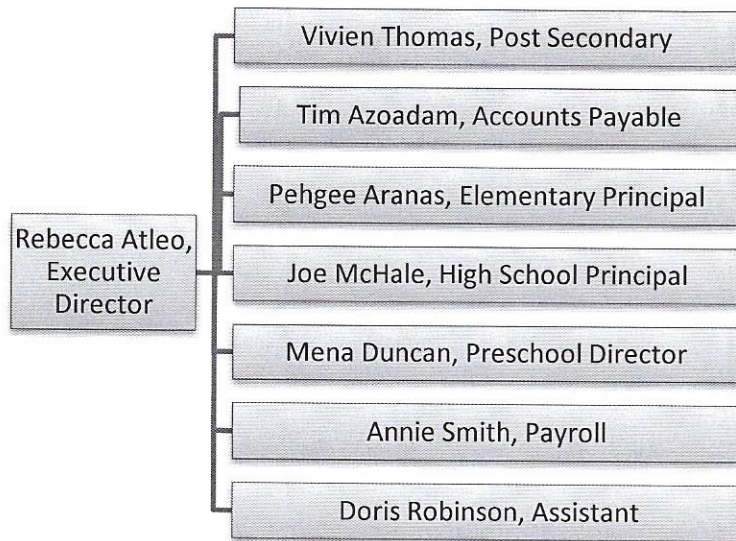 Vivien Thomas, Post Secondary
Tim Azoadam, Accounts Payable
Pehgee Aranas, Elementary Principal
Rebecca Atleo,
Executive
Director
Joe McHale, High School Principal
Mena Duncan, Preschool Director
Annie Smith, Payroll
Doris Robinson, Assistant